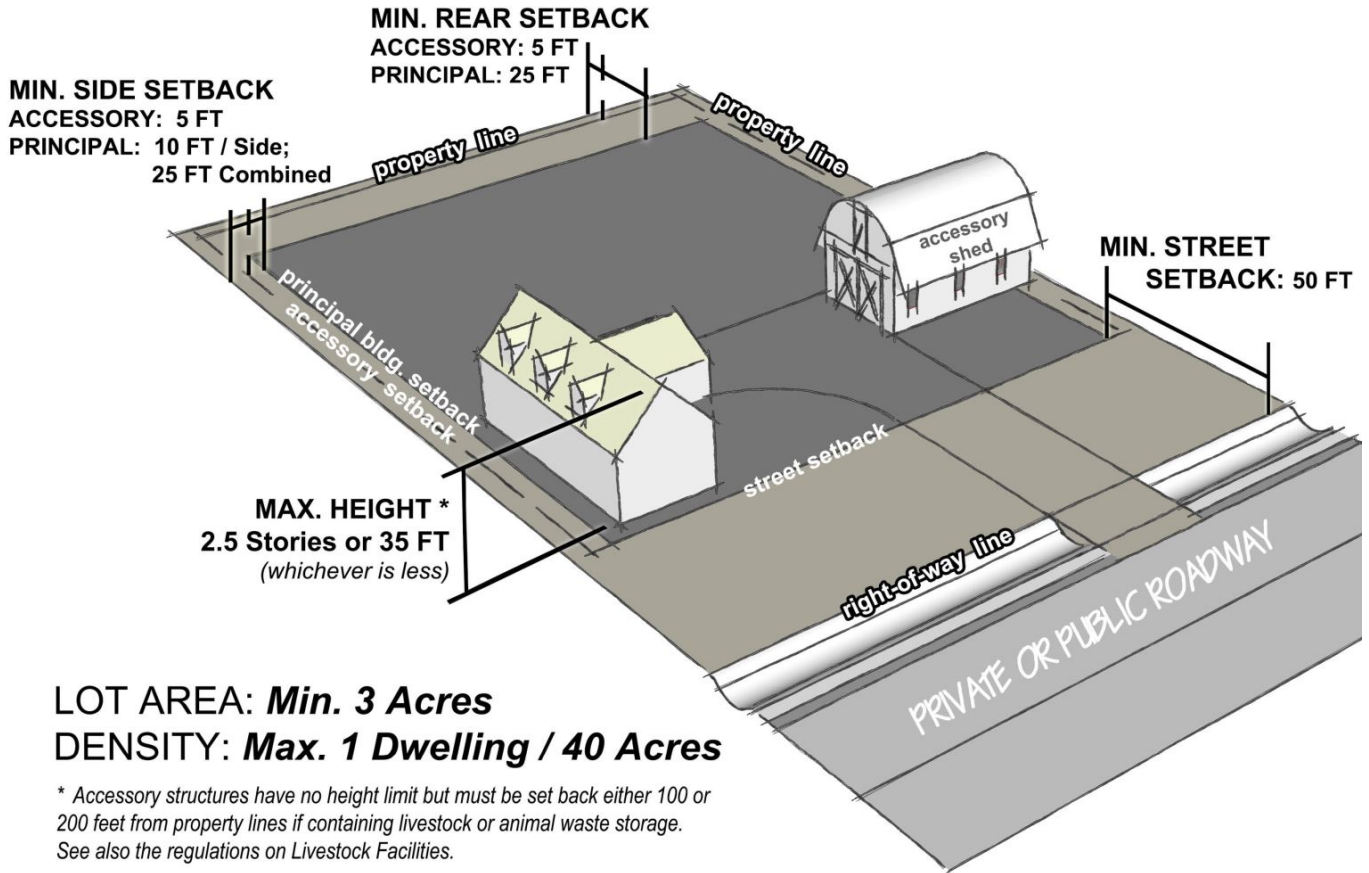 MIN. REAR SETBACK
ACCESSORY: 5 FT
PRINCIPAL: 25 FT
MIN. SIDE SETBACK
ACCESSORY: 5 FT
PRINCIPAL: 10 FT / Side;
25 FT Combined
property line
property line
accessory
shed
MIN. STREET
SETBACK: 50 FT
principal bldg. setback
accessory setback
street setback
MAX. HEIGHT *
2.5 Stories or 35 FT
(whichever is less)
right-of-way line
PRIVATE OR PUBLIC ROADWAY
LOT AREA: Min. 3 Acres
DENSITY: Max. 1 Dwelling / 40 Acres
* Accessory structures have no height limit but must be set back either 100 or
200 feet from property lines if containing livestock or animal waste storage.
See also the regulations on Livestock Facilities.